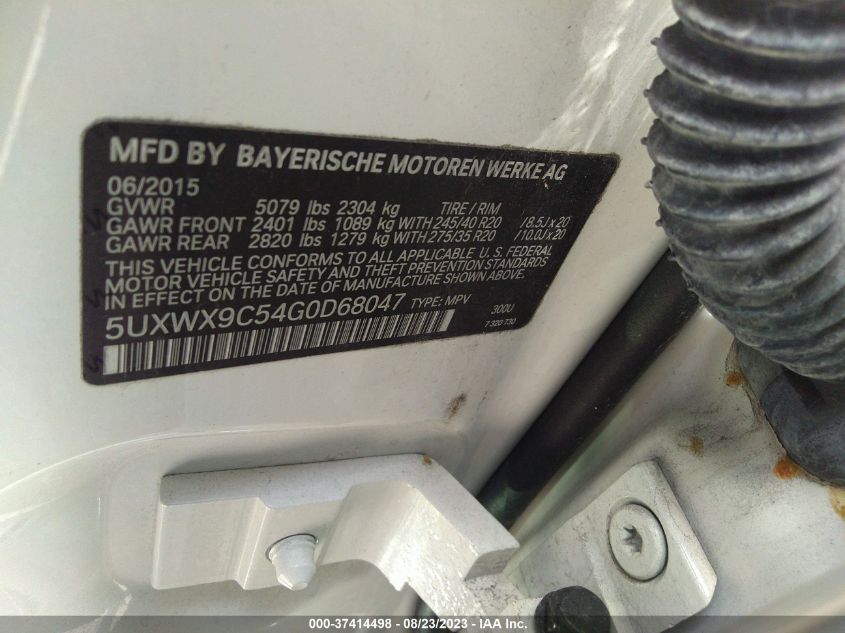 MFD BY BAYERISCHE MOTOREN WERKE AG
06/2015
GVWR 5079 lbs 2304 kg TIRE / RIM
GAWR FRONT 2401 lbs 1089 kg WITH 245/40 R20 /8.5J x 20
GAWR REAR 2820 lbs 1279 kg WITH 275/35 R20 /10.0J x 20
THIS VEHICLE CONFORMS TO ALL APPLICABLE U.S. FEDERAL
MOTOR VEHICLE SAFETY AND THEFT PREVENTION STANDARDS
IN EFFECT ON THE DATE OF MANUFACTURE SHOWN ABOVE.
5UXWX9C54G0D68047 TYPE: MPV 300U
7 320 730
000-37414498 - 08/23/2023 - IAA Inc.